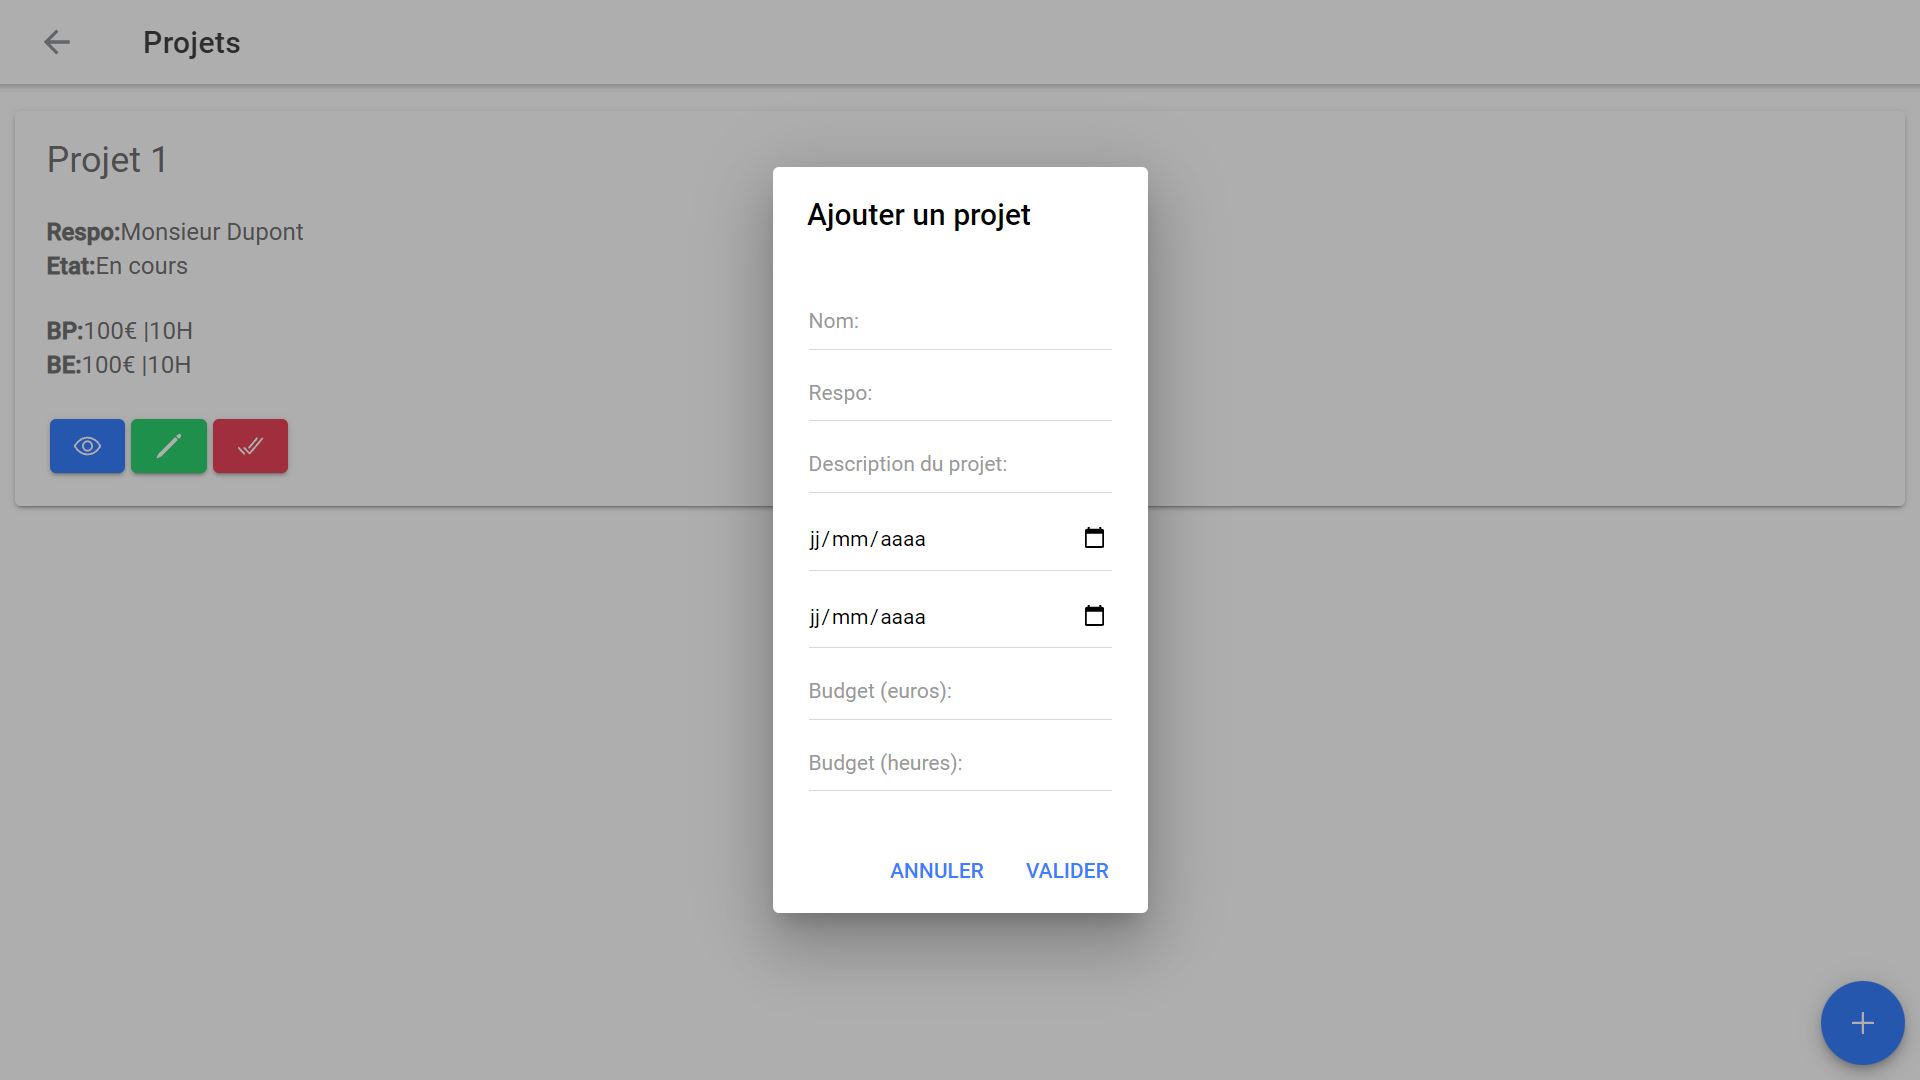 Projets
Projet 1
Respo:Monsieur Dupont
Etat:En cours
BP:100€ |10H
BE:100€ |10H
Ajouter un projet
Nom:
Respo:
Description du projet:
jj/mm/aaaa
jj/mm/aaaa
Budget (euros):
Budget (heures):
ANNULER VALIDER